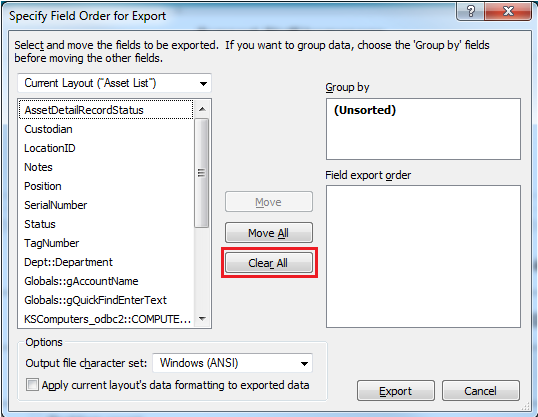 Specify Field Order for Export
Select and move the fields to be exported. If you want to group data, choose the 'Group by' fields
before moving the other fields.
Current Layout ("Asset List")
Group by
AssetDetailRecordStatus
Custodian
LocationID
Notes
Position
SerialNumber
Status
TagNumber
Dept::Department
Globals::gAccountName
Globals::gQuickFindEnterText
KSComputers_odbc2::COMPUTE...
(Unsorted)
Field export order
Move
Move All
Clear All
Options
Output file character set: Windows (ANSI)
Apply current layout's data formatting to exported data
Export
Cancel